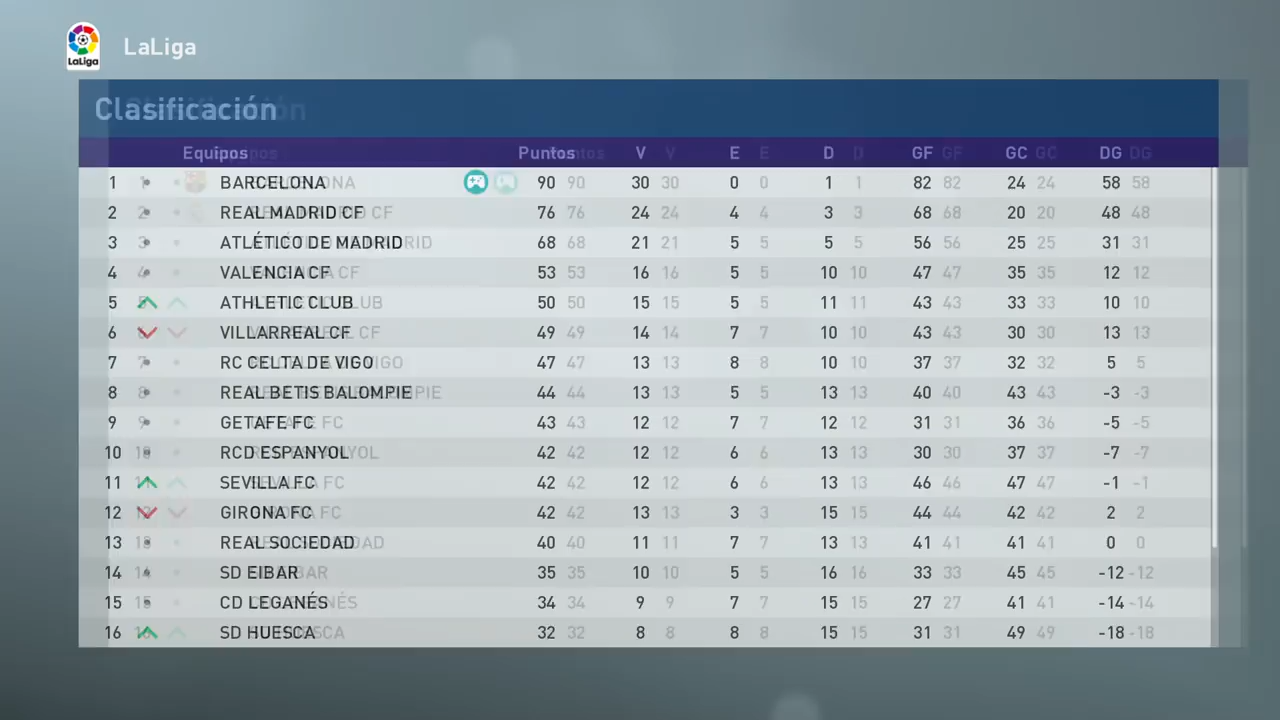 LaLiga
LaLiga
Clasificación
Equipos Puntos V E D GF GC DG
1 BARCELONA 90 30 0 1 82 24 58
2 REAL MADRID CF 76 24 4 3 68 20 48
3 ATLÉTICO DE MADRID 68 21 5 5 56 25 31
4 VALENCIA CF 53 16 5 10 47 35 12
5 ATHLETIC CLUB 50 15 5 11 43 33 10
6 VILLARREAL CF 49 14 7 10 43 30 13
7 RC CELTA DE VIGO 47 13 8 10 37 32 5
8 REAL BETIS BALOMPIE 44 13 5 13 40 43 -3
9 GETAFE FC 43 12 7 12 31 36 -5
10 RCD ESPANYOL 42 12 6 13 30 37 -7
11 SEVILLA FC 42 12 6 13 46 47 -1
12 GIRONA FC 42 13 3 15 44 42 2
13 REAL SOCIEDAD 40 11 7 13 41 41 0
14 SD EIBAR 35 10 5 16 33 45 -12
15 CD LEGANÉS 34 9 7 15 27 41 -14
16 SD HUESCA 32 8 8 15 31 49 -18